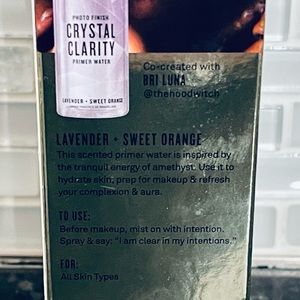 PHOTO FINISH
CRYSTAL
CLARITY
PRIMER WATER
LAVENDER + SWEET ORANGE
Co-created with
BRI LUNA
@thehoodwitch
LAVENDER + SWEET ORANGE
This scented primer water is inspired by
the tranquil energy of amethyst. Use it to
hydrate skin, prep for makeup & refresh
your complexion & aura.
TO USE:
Before makeup, mist on with intention.
Spray & say: “I am clear in my intentions.”
FOR:
All Skin Types